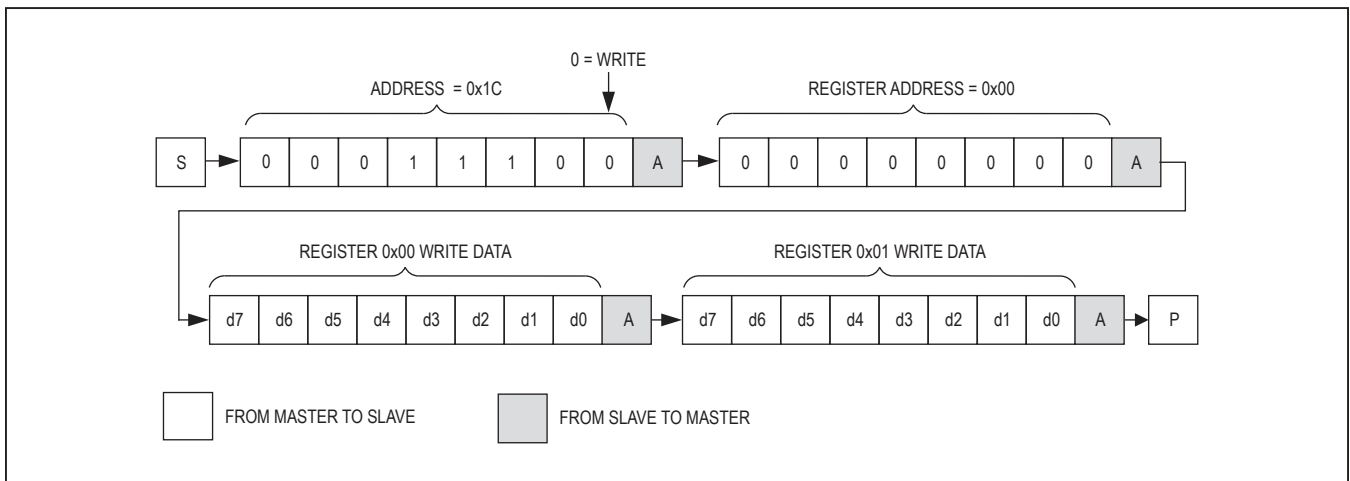 0 = WRITE
ADDRESS = 0x1C
REGISTER ADDRESS = 0x00
S 0 0 0 1 1 1 0 0 A 0 0 0 0 0 0 0 0 A
REGISTER 0x00 WRITE DATA
REGISTER 0x01 WRITE DATA
d7 d6 d5 d4 d3 d2 d1 d0 A d7 d6 d5 d4 d3 d2 d1 d0 A P
FROM MASTER TO SLAVE
FROM SLAVE TO MASTER